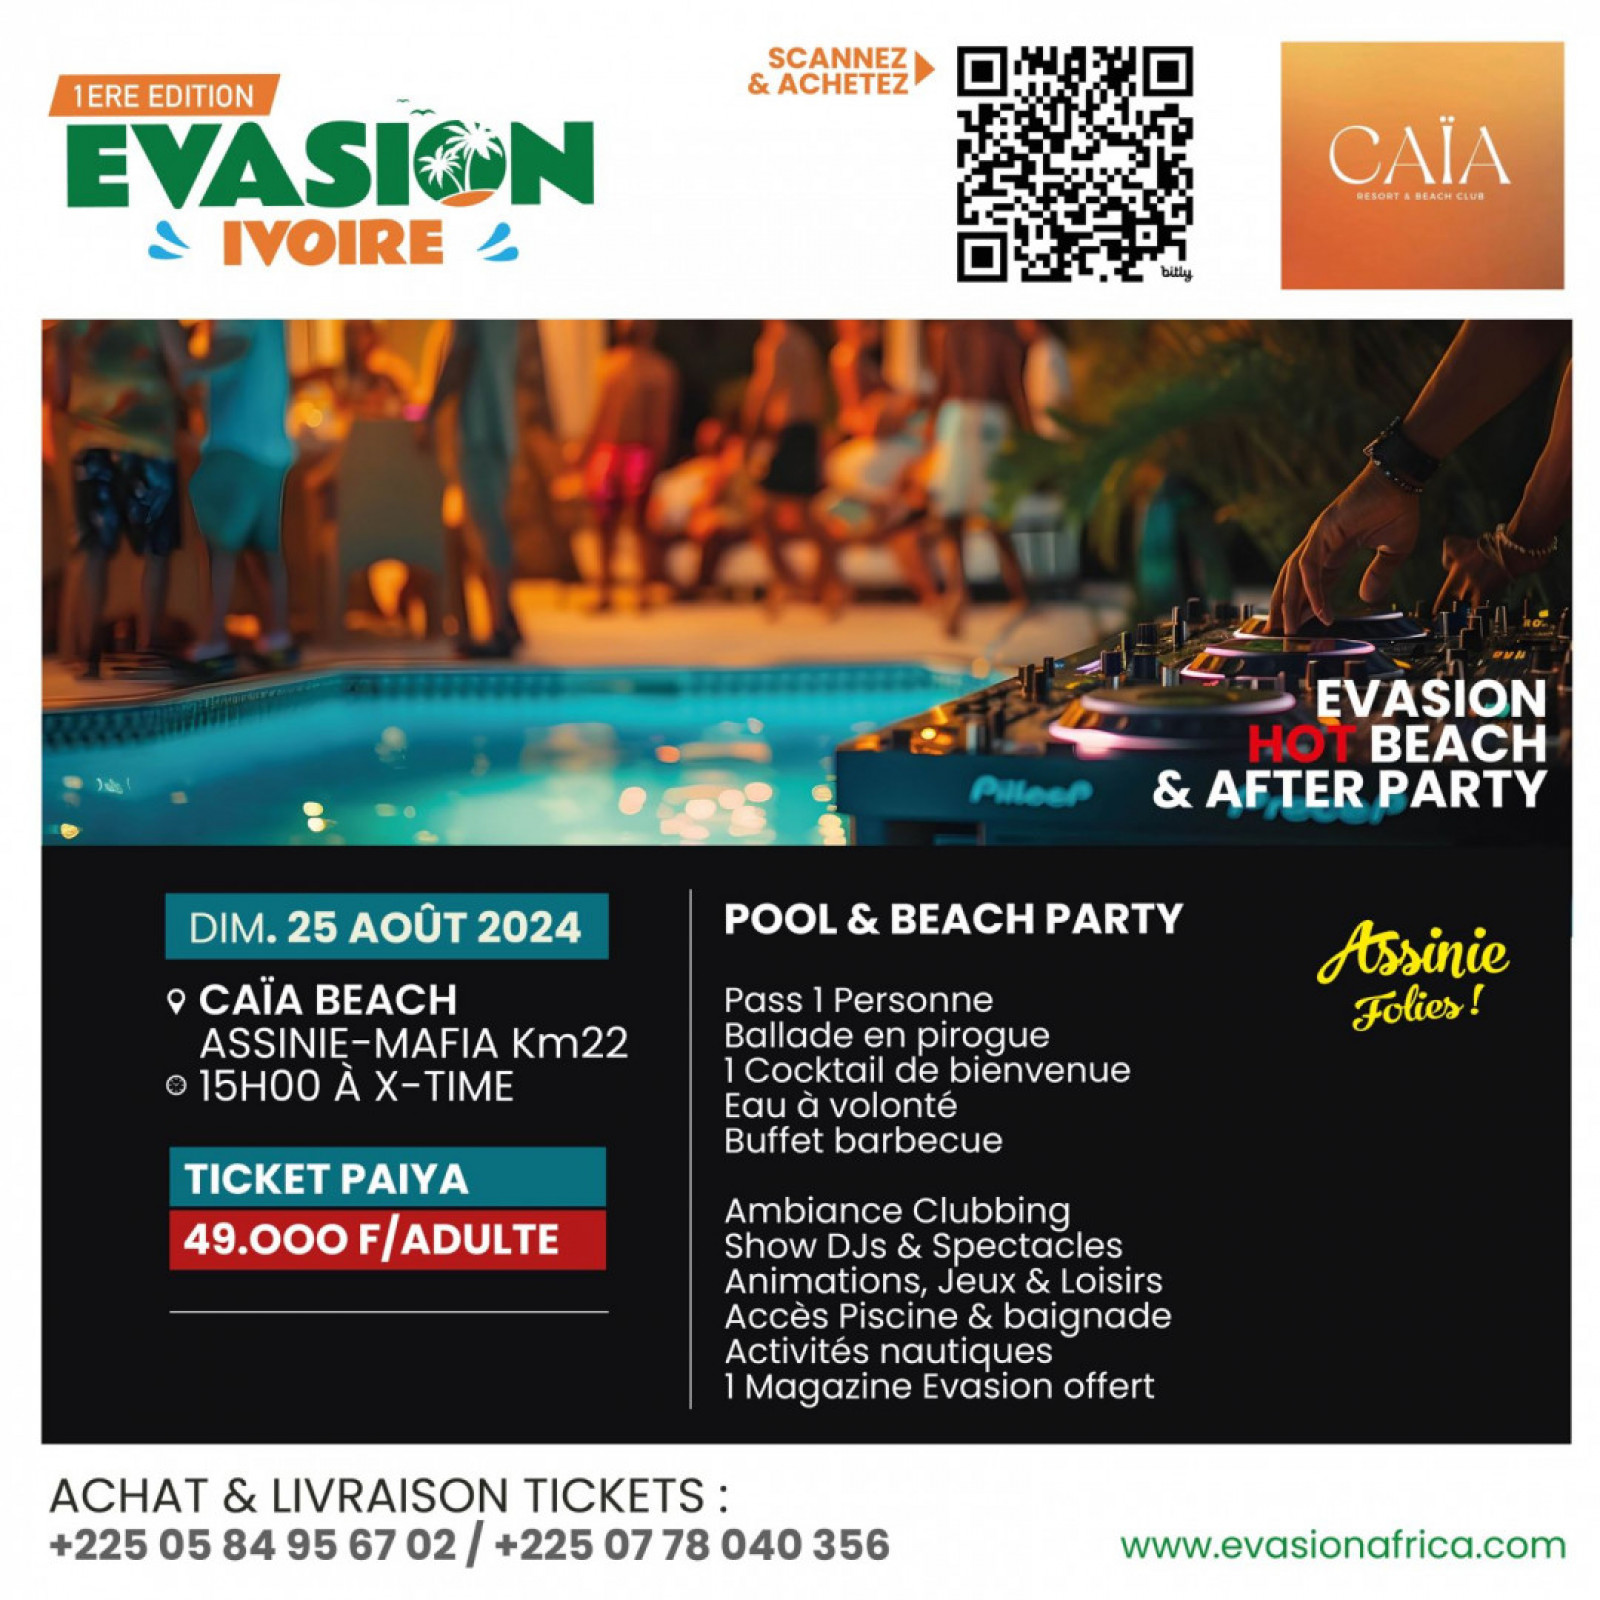 1ERE EDITION
EVASION
IVOIRE
SCANNEZ
& ACHETEZ
bitly
CAÏA
RESORT & BEACH CLUB
EVASION
HOT BEACH
& AFTER PARTY
DIM. 25 AOÛT 2024
CAÏA BEACH
ASSINIE-MAFIA Km22
15H00 À X-TIME
TICKET PAIYA
49.000 F/ADULTE
POOL & BEACH PARTY
Pass 1 Personne
Ballade en pirogue
1 Cocktail de bienvenue
Eau à volonté
Buffet barbecue
Ambiance Clubbing
Show DJs & Spectacles
Animations, Jeux & Loisirs
Accès Piscine & baignade
Activités nautiques
1 Magazine Evasion offert
Assinie
Folies !
ACHAT & LIVRAISON TICKETS :
+225 05 84 95 67 02 / +225 07 78 040 356
www.evasionafrica.com